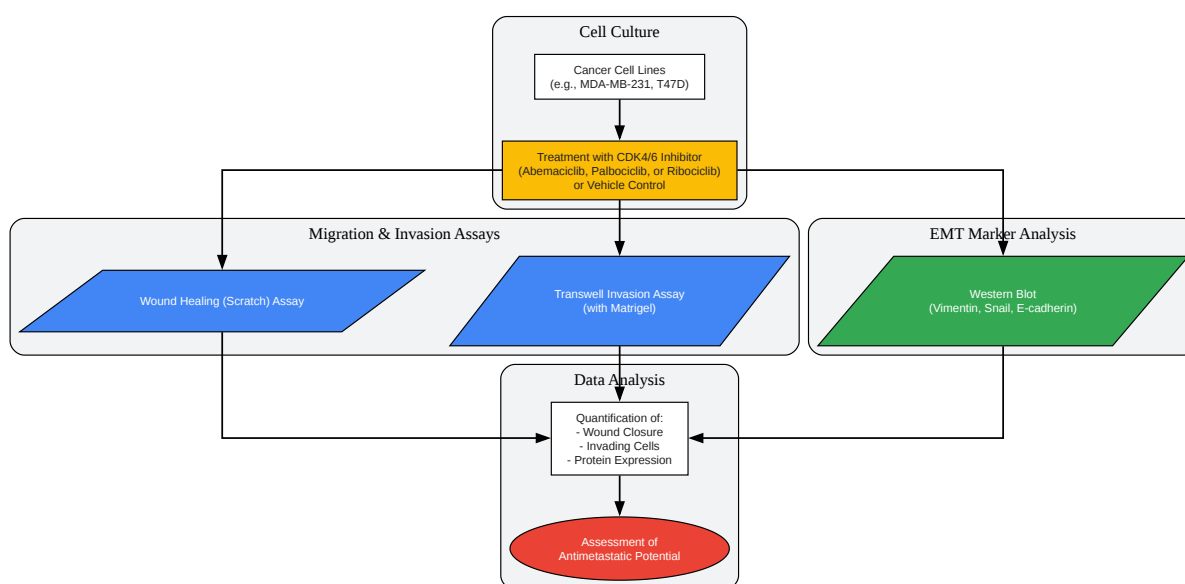 Cell Culture
Cancer Cell Lines
(e.g., MDA-MB-231, T47D)
Treatment with CDK4/6 Inhibitor
(Abemaciclib, Palbociclib, or Ribociclib)
or Vehicle Control
Migration & Invasion Assays
EMT Marker Analysis
Wound Healing (Scratch) Assay
Transwell Invasion Assay
(with Matrigel)
Western Blot
(Vimentin, Snail, E-cadherin)
Data Analysis
Quantification of:
- Wound Closure
- Invading Cells
- Protein Expression
Assessment of
Antimetastatic Potential